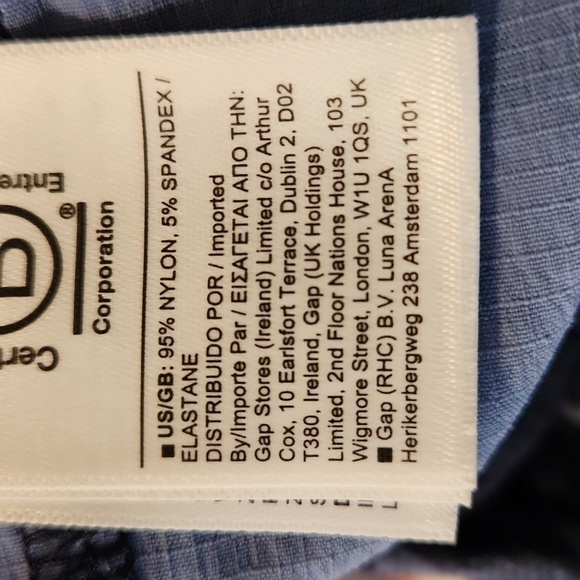 Certi
B
®
Corporation
Entre
■ US/GB: 95% NYLON, 5% SPANDEX /
ELASTANE
DISTRIBUIDO POR / Imported
By/Importe Par / ΕΙΣΑΓΕΤΑΙ ΑΠΟ ΤΗΝ:
Gap Stores (Ireland) Limited c/o Arthur
Cox, 10 Earlsfort Terrace, Dublin 2, D02
T380, Ireland, Gap (UK Holdings)
Limited, 2nd Floor Nations House, 103
Wigmore Street, London, W1U 1QS, UK
■ Gap (RHC) B.V. Luna ArenA
Herikerbergweg 238 Amsterdam 1101